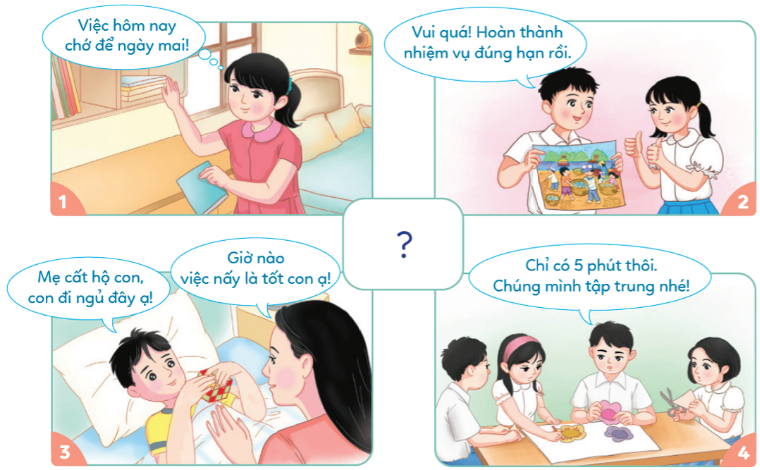 Việc hôm nay
chớ để ngày mai!
1
Vui quá! Hoàn thành
nhiệm vụ đúng hạn rồi.
2
?
Mẹ cất hộ con,
con đi ngủ đây ạ!
Giờ nào
việc nấy là tốt con ạ!
3
Chỉ có 5 phút thôi.
Chúng mình tập trung nhé!
4